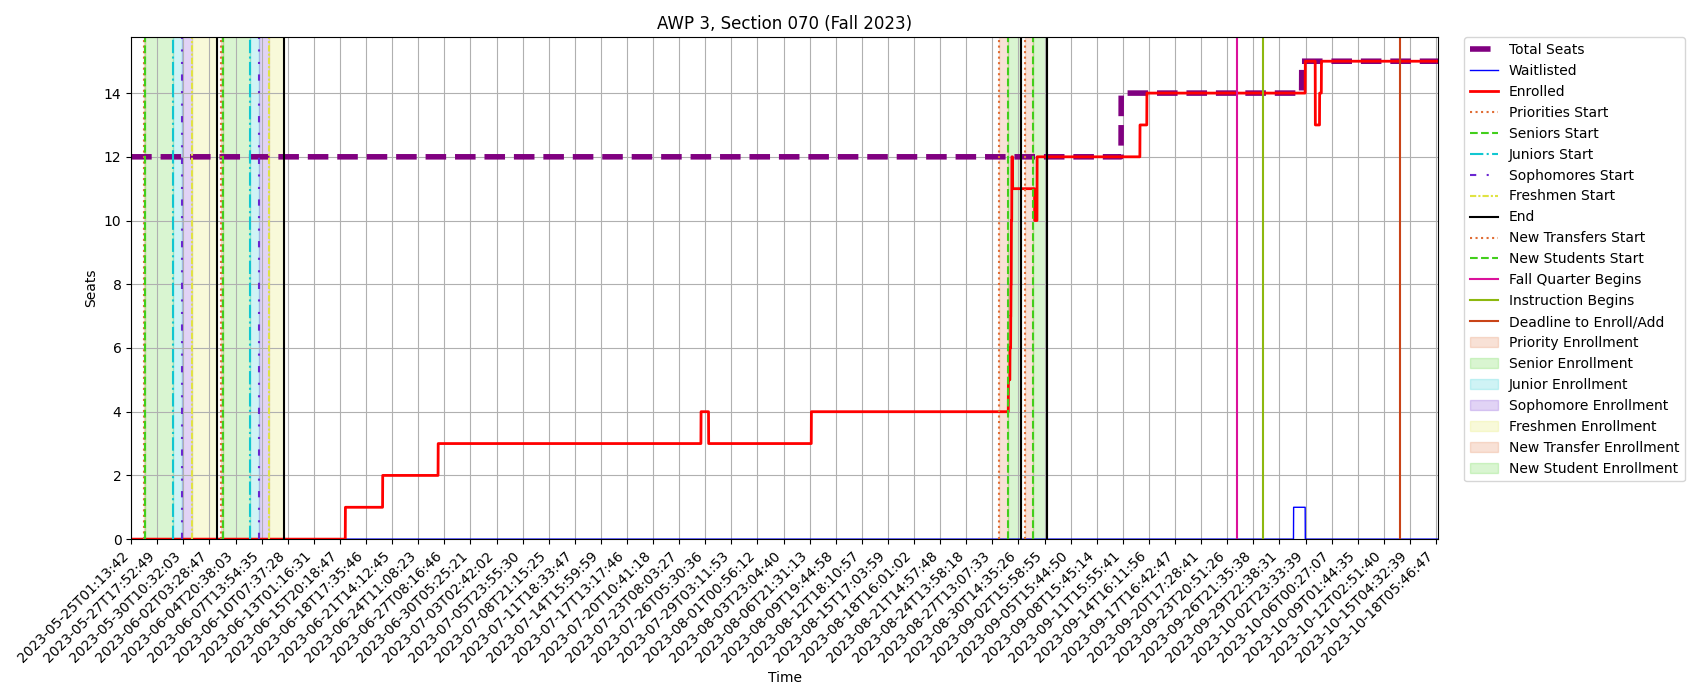 AWP 3, Section 070 (Fall 2023)
Seats
14
12
10
8
6
4
2
0
2023-05-25T01:13:42
2023-05-27T17:52:49
2023-05-30T10:32:03
2023-06-02T03:28:47
2023-06-04T20:38:03
2023-06-07T13:54:35
2023-06-10T07:37:28
2023-06-13T01:16:31
2023-06-15T20:18:47
2023-06-18T17:35:46
2023-06-21T14:12:45
2023-06-24T11:08:23
2023-06-27T08:16:46
2023-06-30T05:25:21
2023-07-03T02:42:02
2023-07-05T23:55:30
2023-07-08T21:15:25
2023-07-11T18:33:47
2023-07-14T15:59:59
2023-07-17T13:17:46
2023-07-20T10:41:18
2023-07-23T08:03:27
2023-07-26T05:30:36
2023-07-29T03:11:53
2023-08-01T00:56:12
2023-08-03T23:04:40
2023-08-06T21:31:13
2023-08-09T19:44:58
2023-08-12T18:10:57
2023-08-15T17:03:59
2023-08-18T16:01:02
2023-08-21T14:57:48
2023-08-24T13:58:18
2023-08-27T13:07:33
2023-08-30T14:35:26
2023-09-02T15:58:55
2023-09-05T15:44:50
2023-09-08T15:45:14
2023-09-11T15:55:41
2023-09-14T16:11:56
2023-09-17T16:42:47
2023-09-20T17:28:41
2023-09-23T20:51:26
2023-09-26T21:35:38
2023-09-29T22:38:31
2023-10-02T23:33:39
2023-10-06T00:27:07
2023-10-09T01:44:35
2023-10-12T02:51:40
2023-10-15T04:32:39
2023-10-18T05:46:47
Time
Total Seats
Waitlisted
Enrolled
Priorities Start
Seniors Start
Juniors Start
Sophomores Start
Freshmen Start
End
New Transfers Start
New Students Start
Fall Quarter Begins
Instruction Begins
Deadline to Enroll/Add
Priority Enrollment
Senior Enrollment
Junior Enrollment
Sophomore Enrollment
Freshmen Enrollment
New Transfer Enrollment
New Student Enrollment